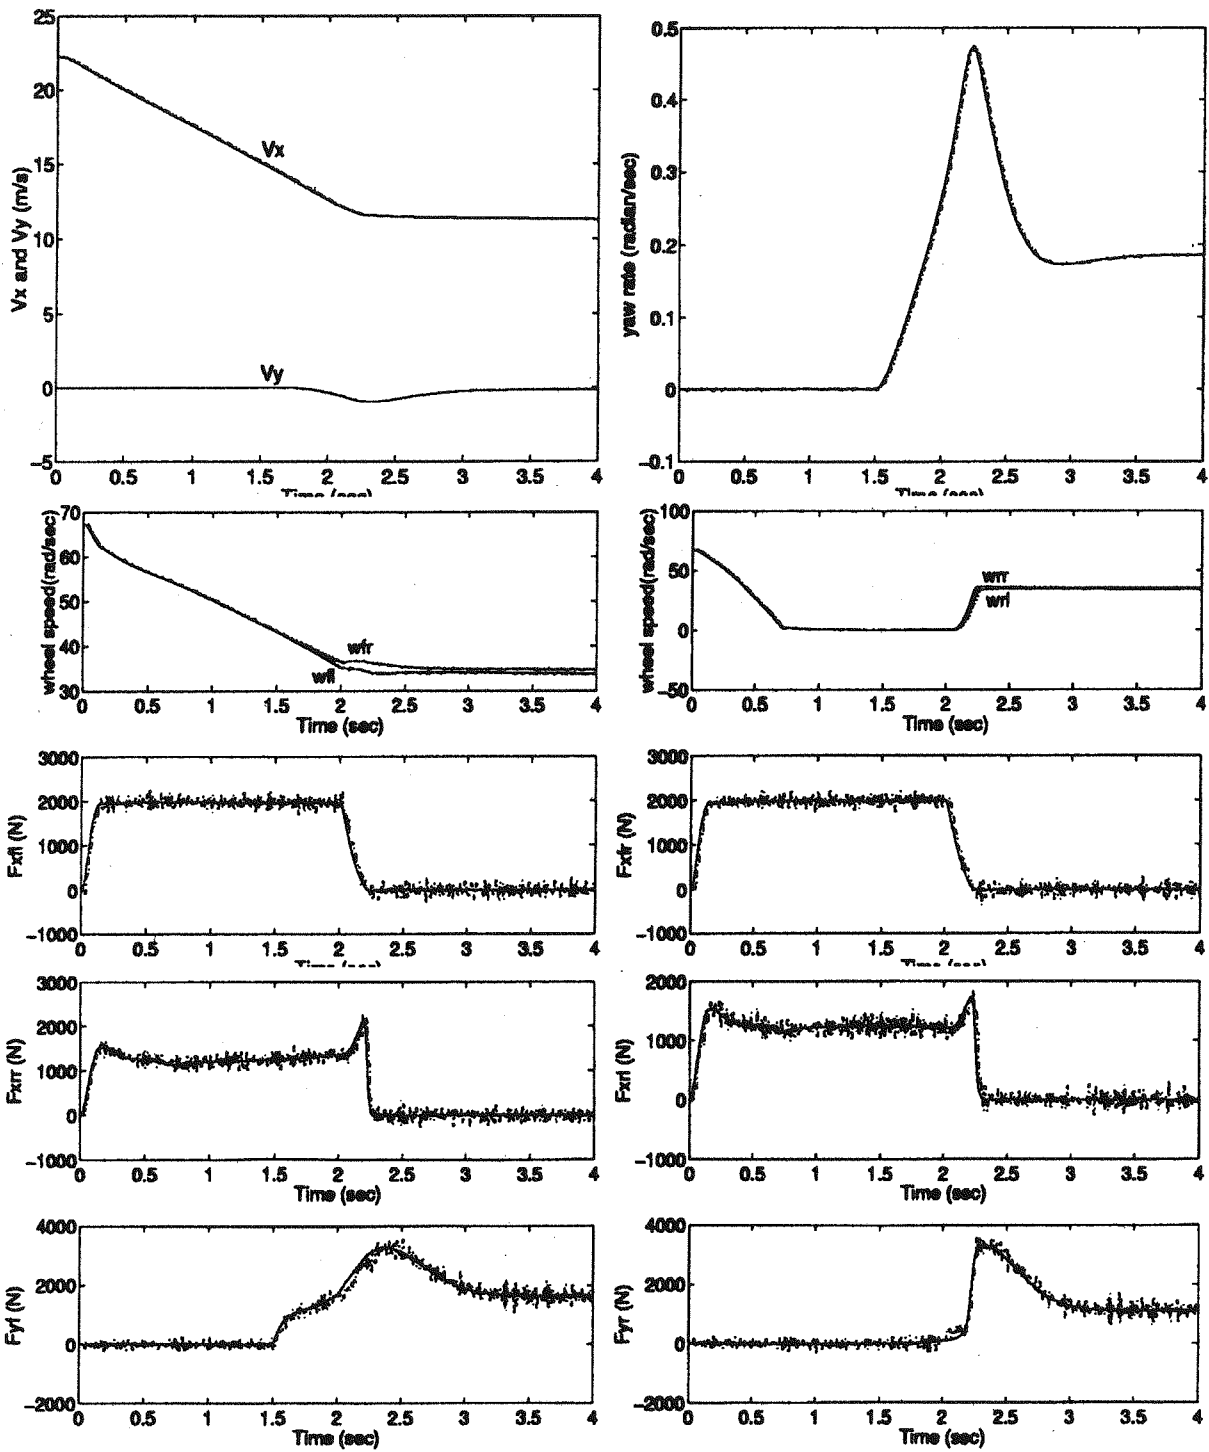 25
20
15
10
5
0
−5
Vx and Vy (m/s)
Vx
Vy
0 0.5 1 1.5 2 2.5 3 3.5 4
Time (sec)
0.5
0.4
0.3
0.2
0.1
0
−0.1
yaw rate (radian/sec)
0 0.5 1 1.5 2 2.5 3 3.5 4
Time (sec)
70
60
50
40
30
wheel speed(rad/sec)
wfr
wfl
0 0.5 1 1.5 2 2.5 3 3.5 4
Time (sec)
100
50
0
−50
wheel speed(rad/sec)
wrr
wrl
0 0.5 1 1.5 2 2.5 3 3.5 4
Time (sec)
3000
2000
1000
0
−1000
Fxfl (N)
0 0.5 1 1.5 2 2.5 3 3.5 4
Time (sec)
3000
2000
1000
0
−1000
Fxfr (N)
0 0.5 1 1.5 2 2.5 3 3.5 4
Time (sec)
3000
2000
1000
0
−1000
Fxrr (N)
0 0.5 1 1.5 2 2.5 3 3.5 4
Time (sec)
2000
1000
0
−1000
Fxrl (N)
0 0.5 1 1.5 2 2.5 3 3.5 4
Time (sec)
4000
2000
0
−2000
Fyf (N)
0 0.5 1 1.5 2 2.5 3 3.5 4
Time (sec)
4000
2000
0
−2000
Fyr (N)
0 0.5 1 1.5 2 2.5 3 3.5 4
Time (sec)